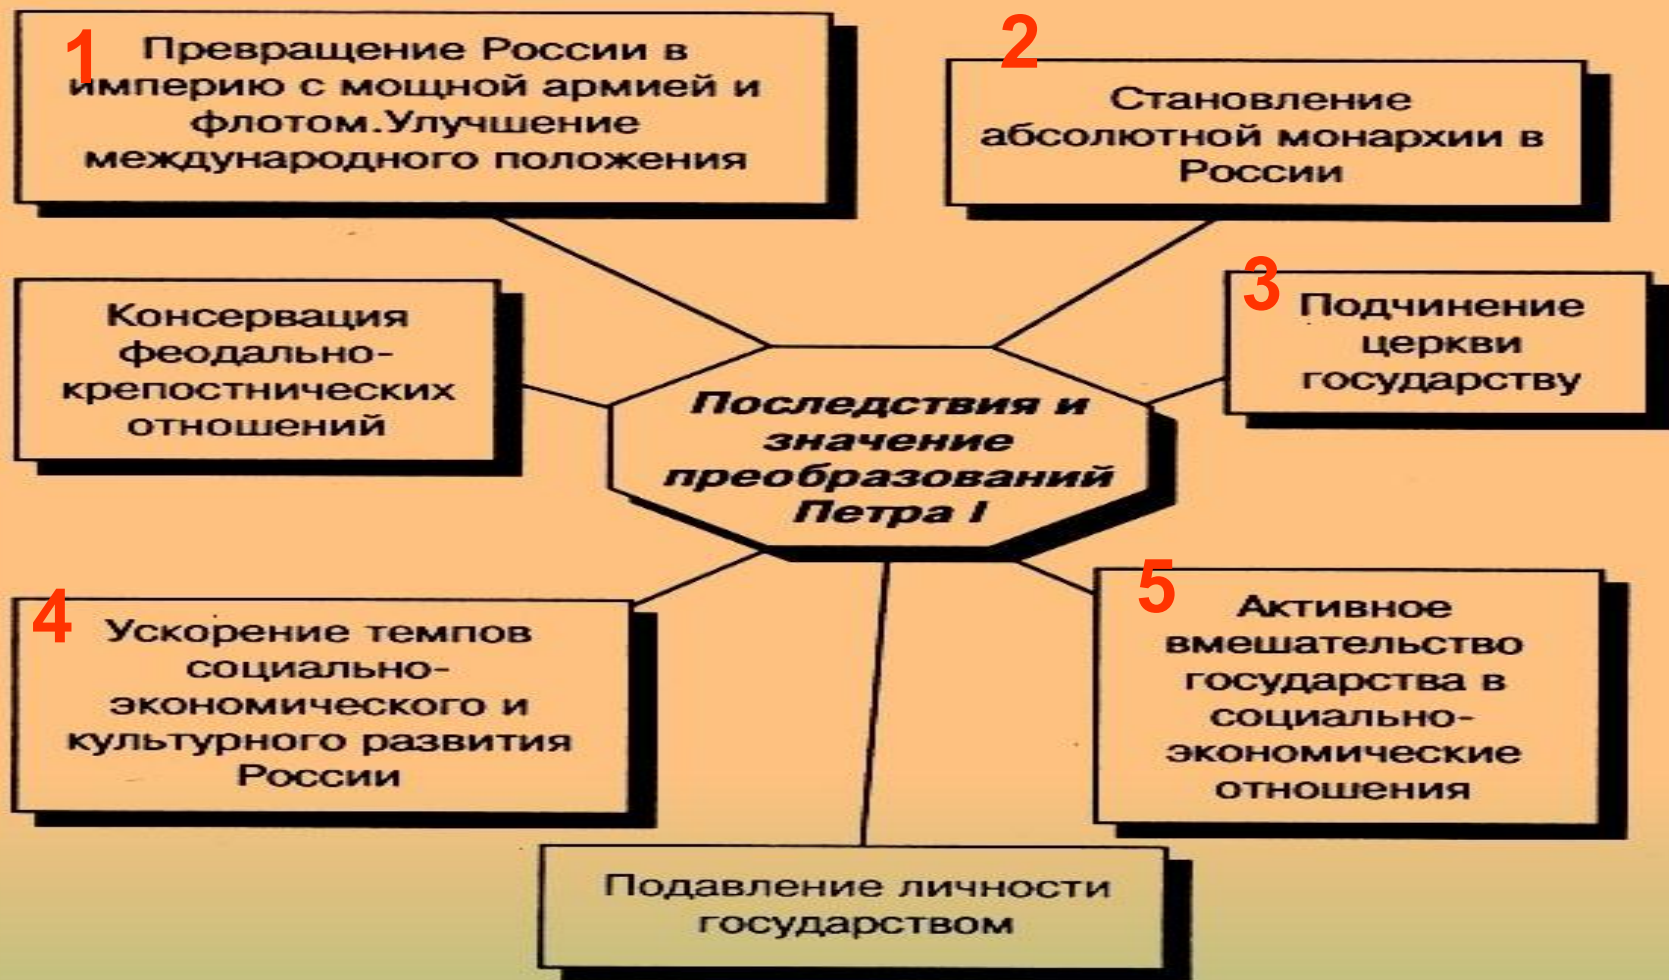 1
Превращение России в
империю с мощной армией и
флотом.Улучшение
международного положения
2
Становление
абсолютной монархии в
России
Консервация
феодально-
крепостнических
отношений
3
Подчинение
церкви
государству
Последствия и
значение
преобразований
Петра I
4
Ускорение темпов
социально-
экономического и
культурного развития
России
5
Активное
вмешательство
государства в
социально-
экономические
отношения
Подавление личности
государством